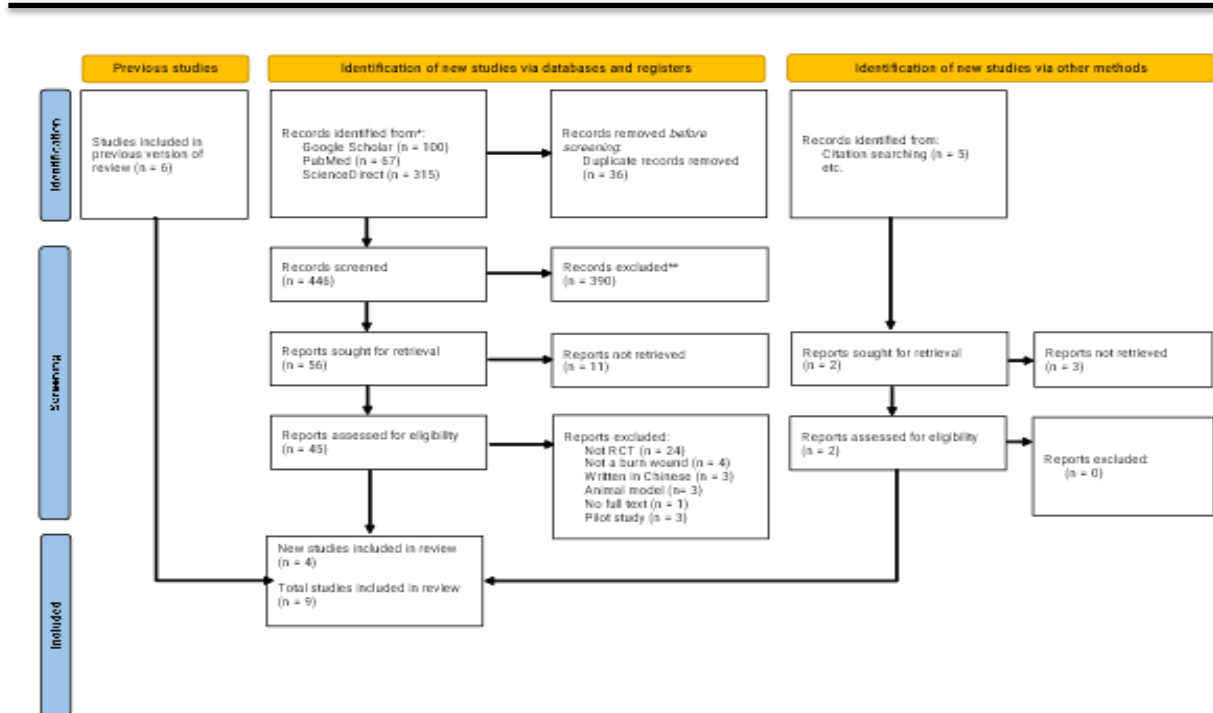 Previous studies
Identification of new studies via databases and registers
Identification of new studies via other methods
Identification
Studies included in
previous version of
review (n = 6)
Records identified from*:
Google Scholar (n = 100)
PubMed (n = 67)
ScienceDirect (n = 315)
Records removed before
screening:
Duplicate records removed
(n = 36)
Records identified from:
Citation searching (n = 5)
etc.
Screening
Records screened
(n = 446)
Records excluded**
(n = 390)
Reports sought for retrieval
(n = 56)
Reports not retrieved
(n = 11)
Reports sought for retrieval
(n = 2)
Reports not retrieved
(n = 3)
Reports assessed for eligibility
(n = 45)
Reports excluded:
Not RCT (n = 24)
Not a burn wound (n = 4)
Written in Chinese (n = 3)
Animal model (n= 3)
No full text (n = 1)
Pilot study (n = 3)
Reports assessed for eligibility
(n = 2)
Reports excluded:
(n = 0)
Included
New studies included in review
(n = 4)
Total studies included in review
(n = 9)